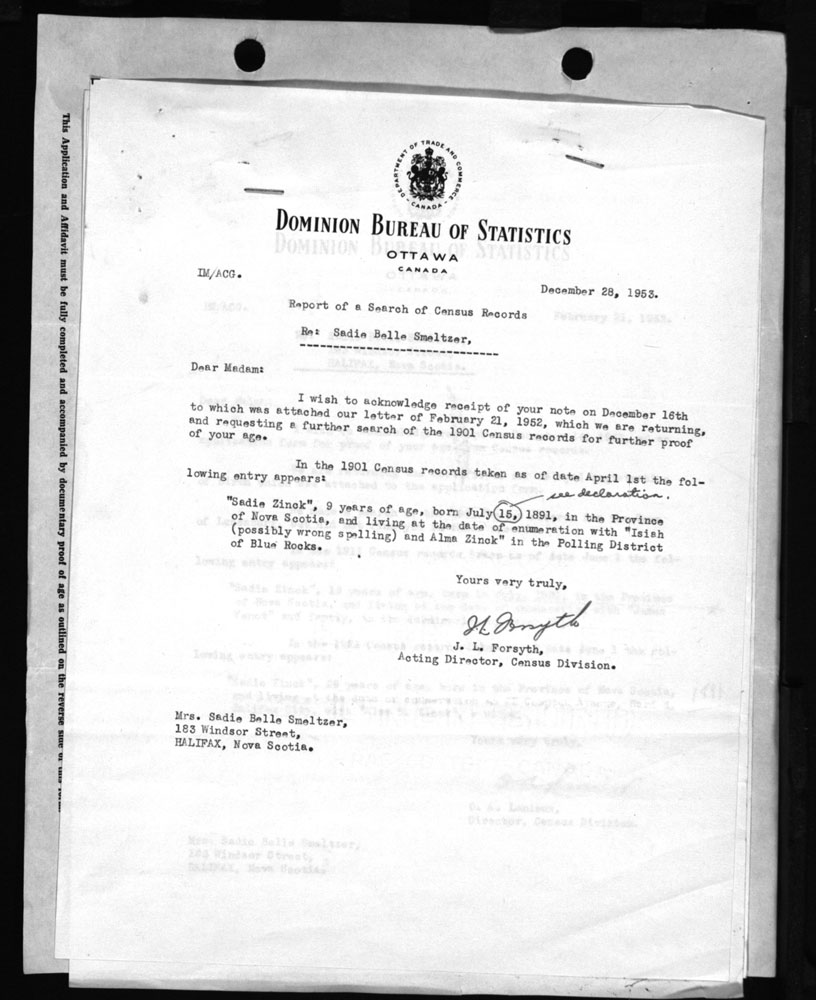 This Application and Affidavit must be fully completed and accompanied by documentary proof of age as outlined on the reverse side of this form.
DEPARTMENT OF TRADE AND COMMERCE
CANADA
DOMINION BUREAU OF STATISTICS
OTTAWA
CANADA
IM/ACG.
December 28, 1953.
Report of a Search of Census Records
Re: Sadie Belle Smeltzer,
Dear Madam:
I wish to acknowledge receipt of your note on December 16th
to which was attached our letter of February 21, 1952, which we are returning,
and requesting a further search of the 1901 Census records for further proof
of your age.
In the 1901 Census records taken as of date April 1st the fol-
lowing entry appears:
see declaration.
"Sadie Zinck", 9 years of age, born July 15, 1891, in the Province
of Nova Scotia, and living at the date of enumeration with "Isiah
(possibly wrong spelling) and Alma Zinck" in the Polling District
of Blue Rocks.
Yours very truly,
J L Forsyth
J. L. Forsyth,
Acting Director, Census Division.
Mrs. Sadie Belle Smeltzer,
183 Windsor Street,
HALIFAX, Nova Scotia.